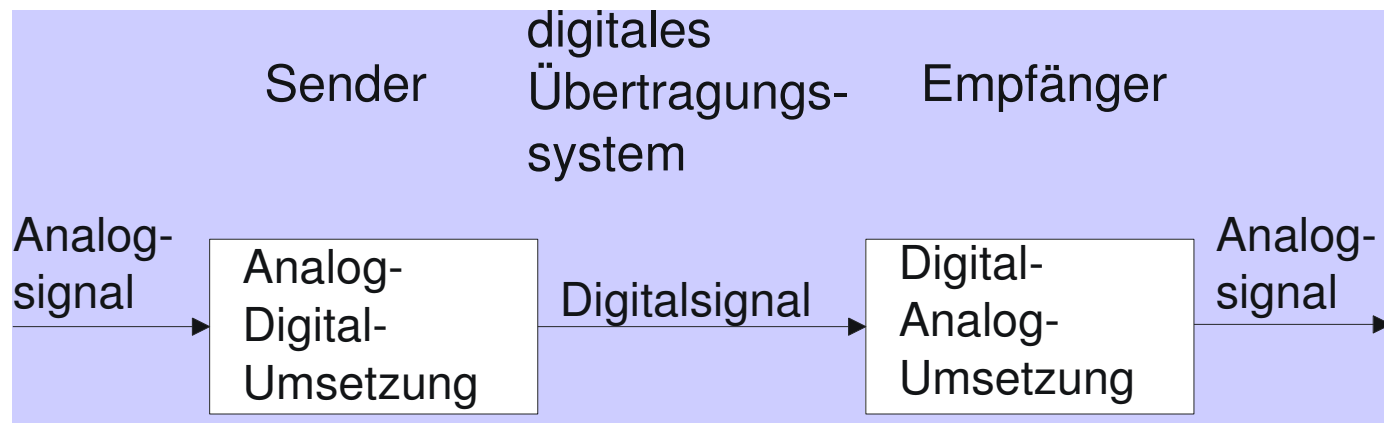 digitales
Übertragungs-
system
Sender
Empfänger
Analog-
signal
Analog-
Digital-
Umsetzung
Digitalsignal
Digital-
Analog-
Umsetzung
Analog-
signal